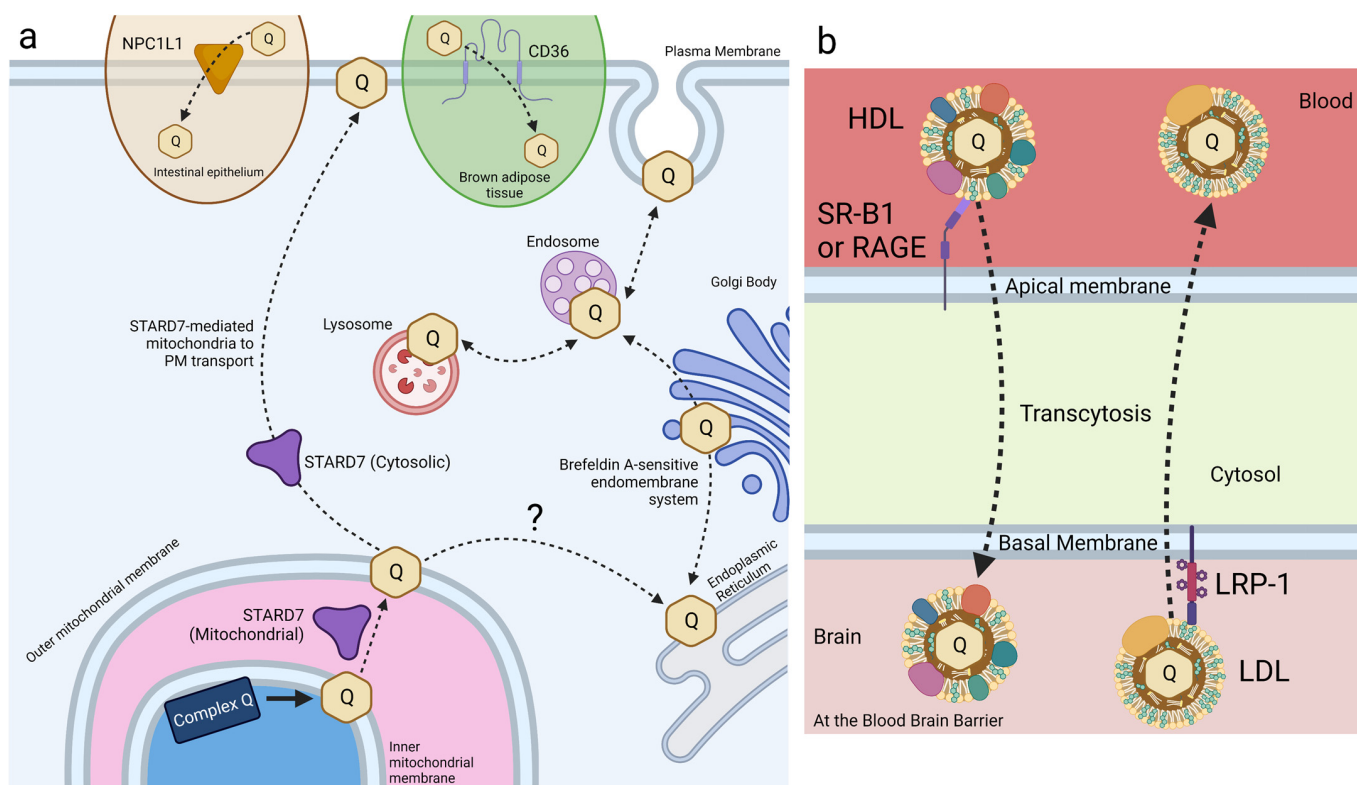 a
NPC1L1
Q
Q
Intestinal epithelium
Q
Q
CD36
Q
Brown adipose
tissue
Plasma Membrane
Q
Endosome
Q
Golgi Body
Lysosome
Q
STARD7-mediated
mitochondria to
PM transport
Q
STARD7 (Cytosolic)
Brefeldin A-sensitive
endomembrane
system
?
Outer mitochondrial membrane
Q
Endoplasmic
Reticulum
Q
STARD7
(Mitochondrial)
Q
Complex Q
Inner
mitochondrial
membrane
b
Blood
HDL
Q
Q
SR-B1
or RAGE
Apical membrane
Transcytosis
Cytosol
Basal Membrane
LRP-1
Brain
Q
Q
LDL
At the Blood Brain Barrier